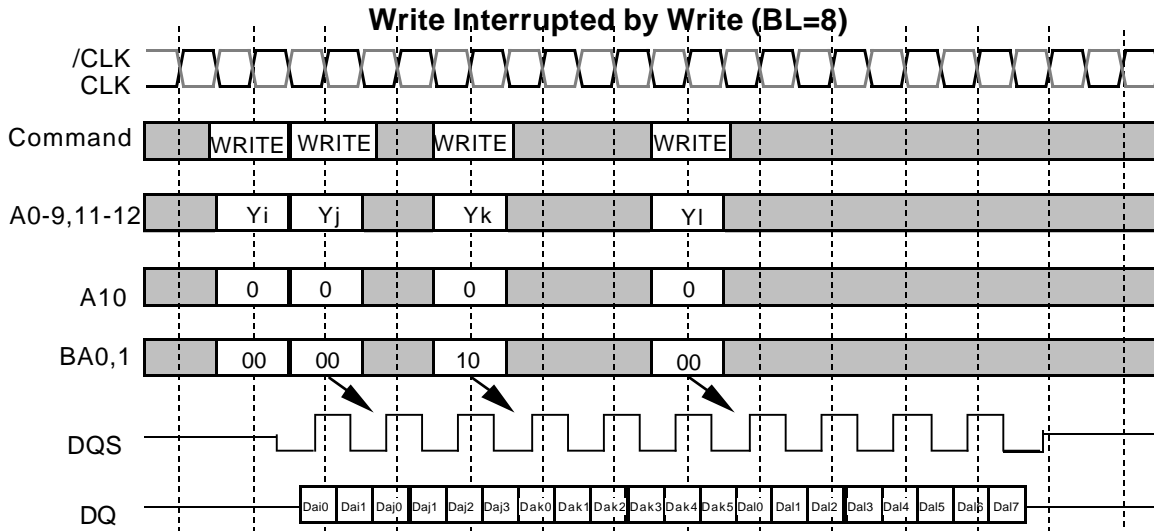 Write Interrupted by Write (BL=8)
/CLK
CLK
Command WRITE WRITE WRITE WRITE
A0-9,11-12 Yi Yj Yk Yl
A10 0 0 0 0
BA0,1 00 00 10 00
DQS
DQ Dai0 Dai1 Daj0 Daj1 Daj2 Daj3 Dak0 Dak1 Dak2 Dak3 Dak4 Dak5 Dal0 Dal1 Dal2 Dal3 Dal4 Dal5 Dal6 Dal7